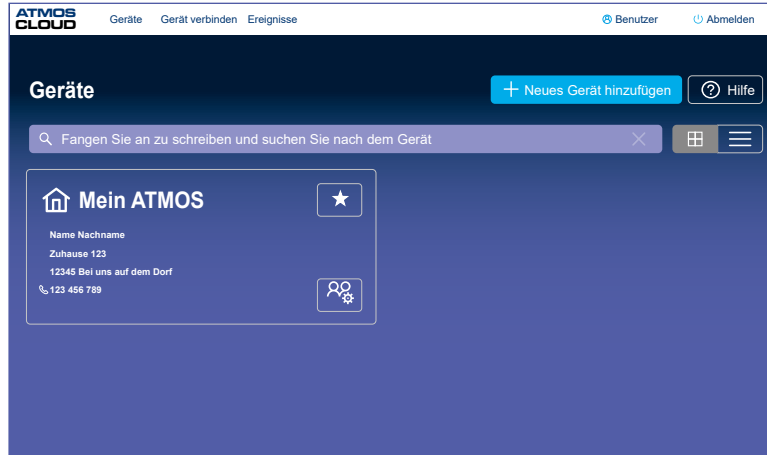 ATMOS
CLOUD
Geräte Gerät verbinden Ereignisse Benutzer Abmelden
Geräte
Neues Gerät hinzufügen
Hilfe
Fangen Sie an zu schreiben und suchen Sie nach dem Gerät
Mein ATMOS
Name Nachname
Zuhause 123
12345 Bei uns auf dem Dorf
123 456 789